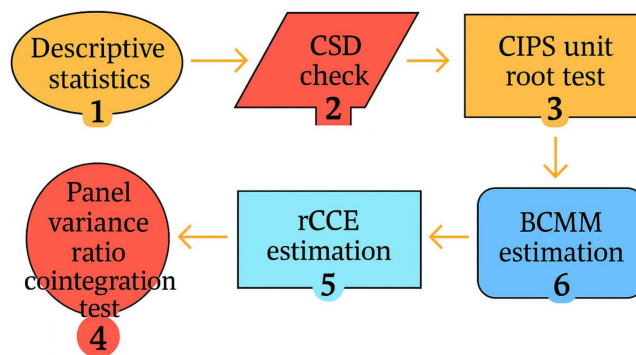 Descriptive
statistics
1
CSD
check
2
CIPS unit
root test
3
Panel
variance
ratio
cointegration
test
4
rCCE
estimation
5
BCMM
estimation
6